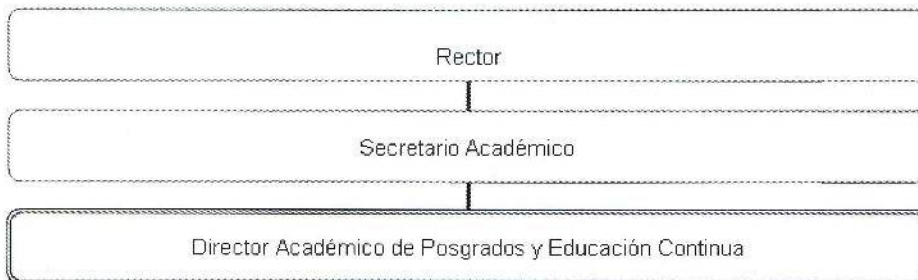 Rector
Secretario Académico
Director Académico de Posgrados y Educación Continua